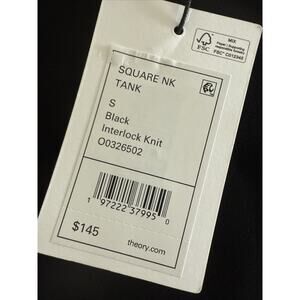 SQUARE NK
TANK
S
Black
Interlock Knit
O0326502
1 97222 37995 0
$145
theory.com
FSC
MIX